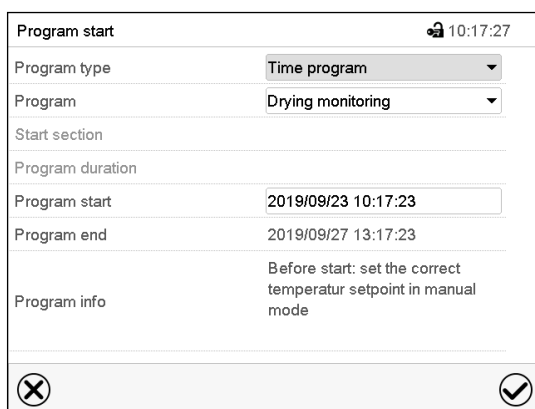 Program start 10:17:27
Program type Time program
Program Drying monitoring
Start section
Program duration
Program start 2019/09/23 10:17:23
Program end 2019/09/27 13:17:23
Program info Before start: set the correct
temperatur setpoint in manual
mode